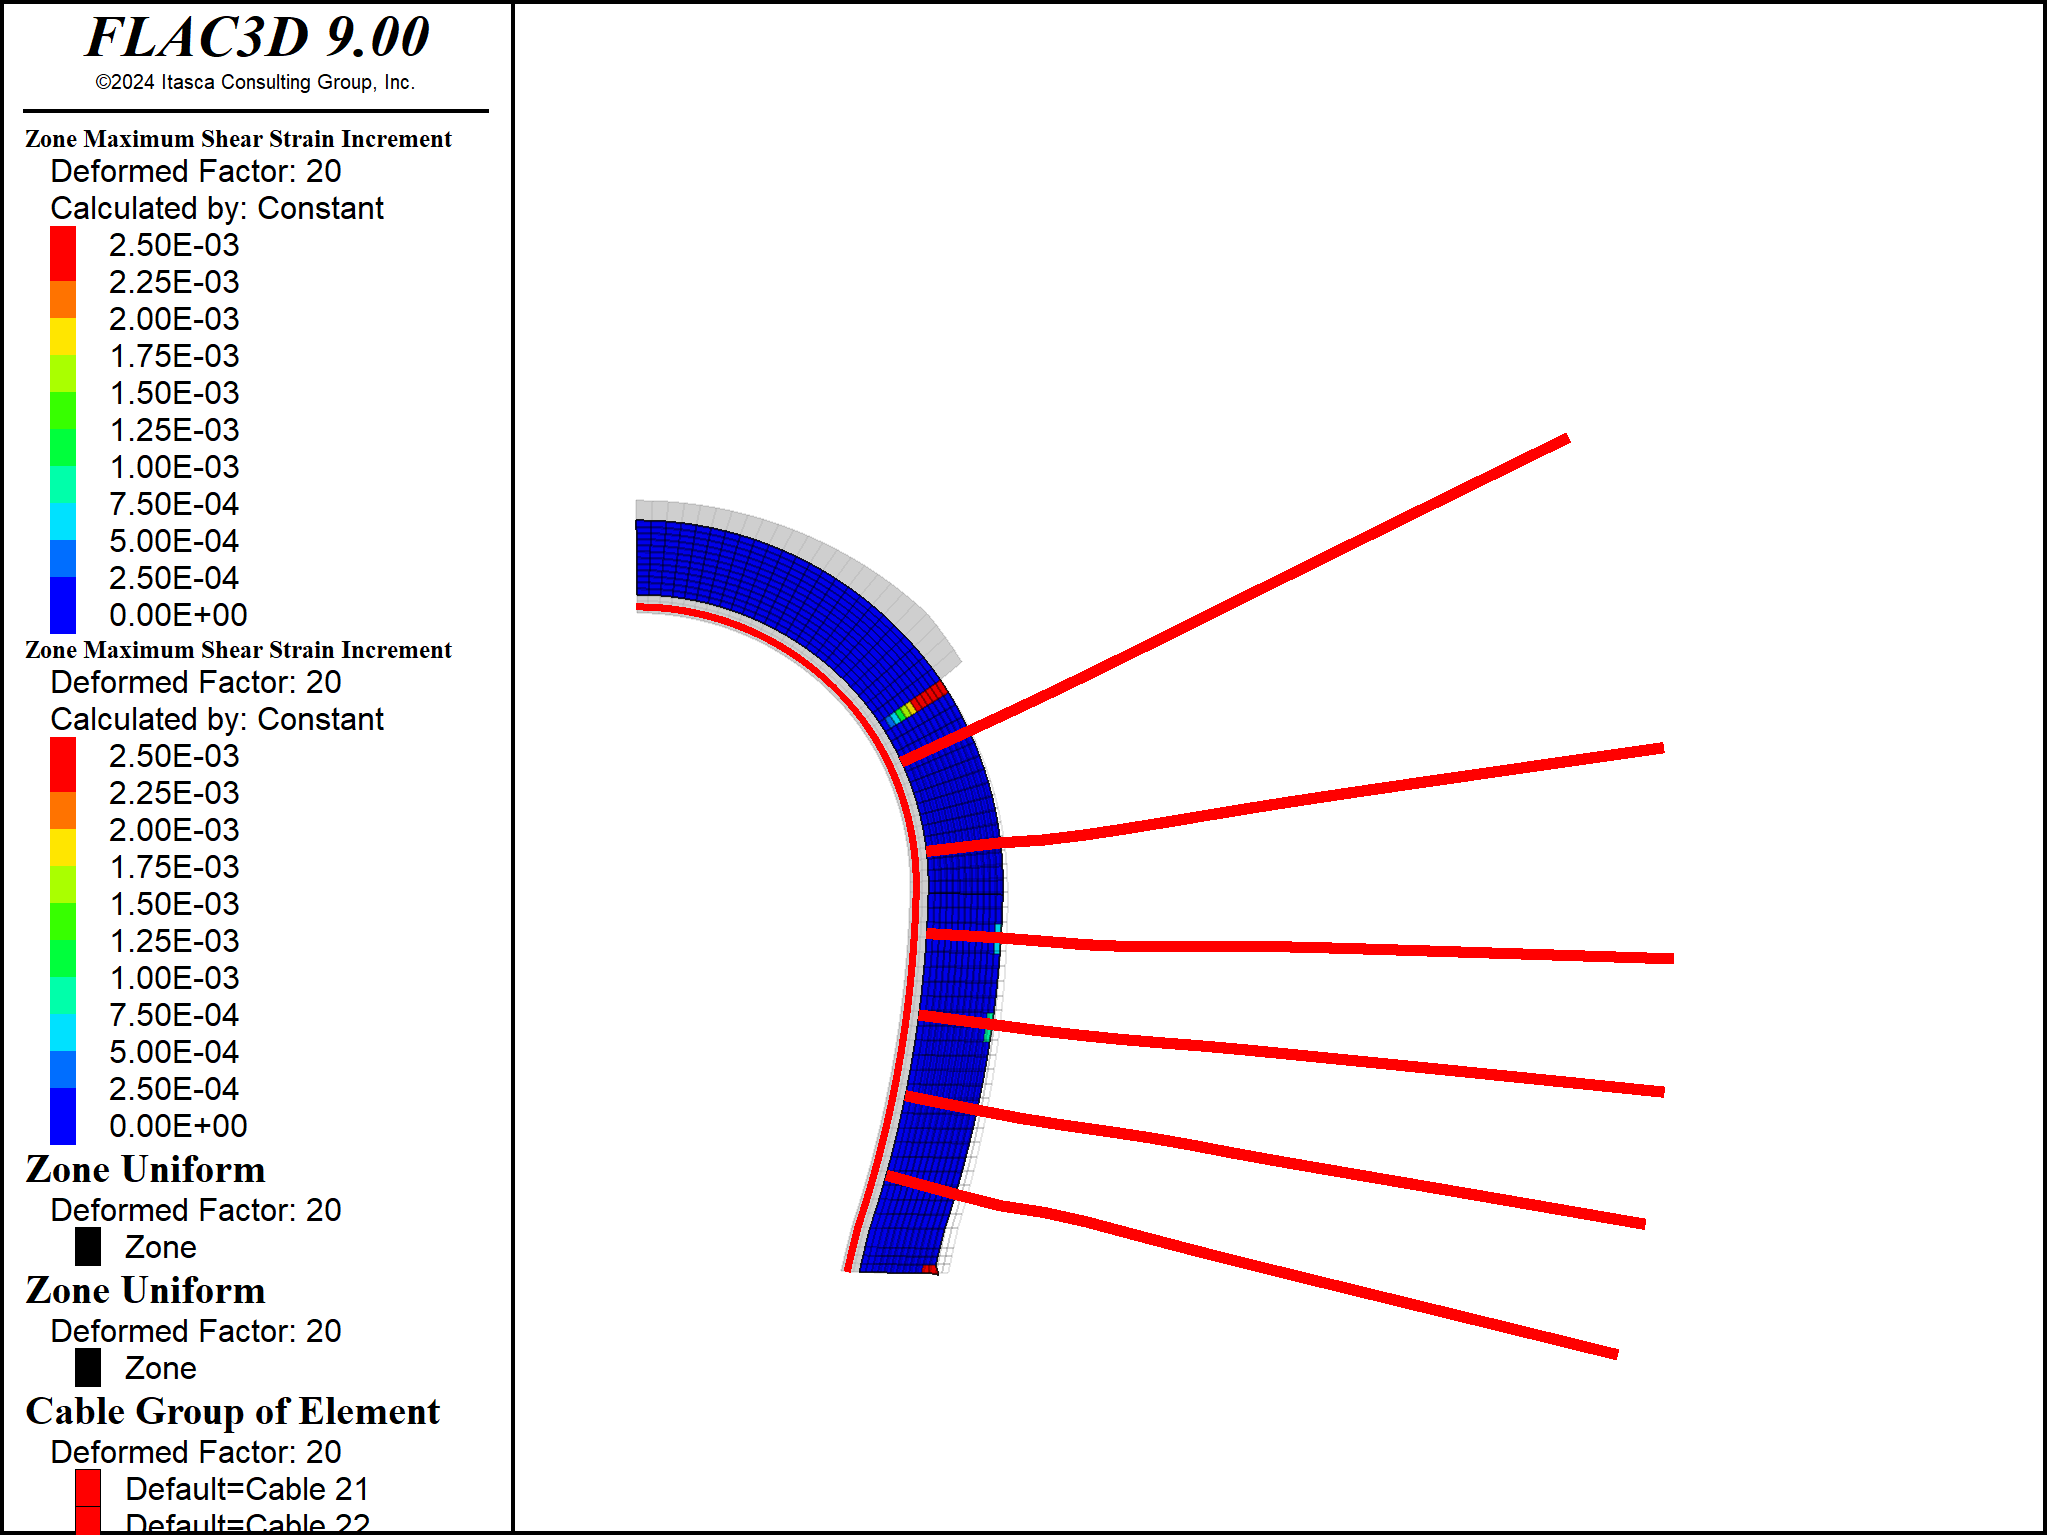 FLAC3D 9.00
©2024 Itasca Consulting Group, Inc.
Zone Maximum Shear Strain Increment
Deformed Factor: 20
Calculated by: Constant
2.50E-03
2.25E-03
2.00E-03
1.75E-03
1.50E-03
1.25E-03
1.00E-03
7.50E-04
5.00E-04
2.50E-04
0.00E+00
Zone Maximum Shear Strain Increment
Deformed Factor: 20
Calculated by: Constant
2.50E-03
2.25E-03
2.00E-03
1.75E-03
1.50E-03
1.25E-03
1.00E-03
7.50E-04
5.00E-04
2.50E-04
0.00E+00
Zone Uniform
Deformed Factor: 20
Zone
Zone Uniform
Deformed Factor: 20
Zone
Cable Group of Element
Deformed Factor: 20
Default=Cable 21
Default=Cable 22